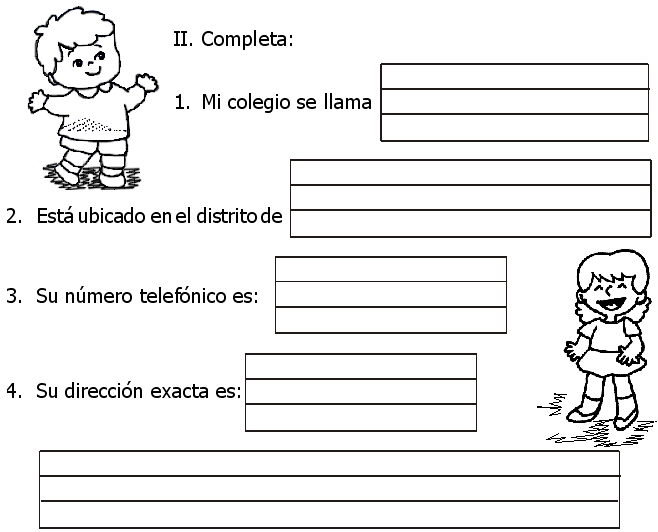 II. Completa:
1. Mi colegio se llama
2. Está ubicado en el distrito de
3. Su número telefónico es:
4. Su dirección exacta es: